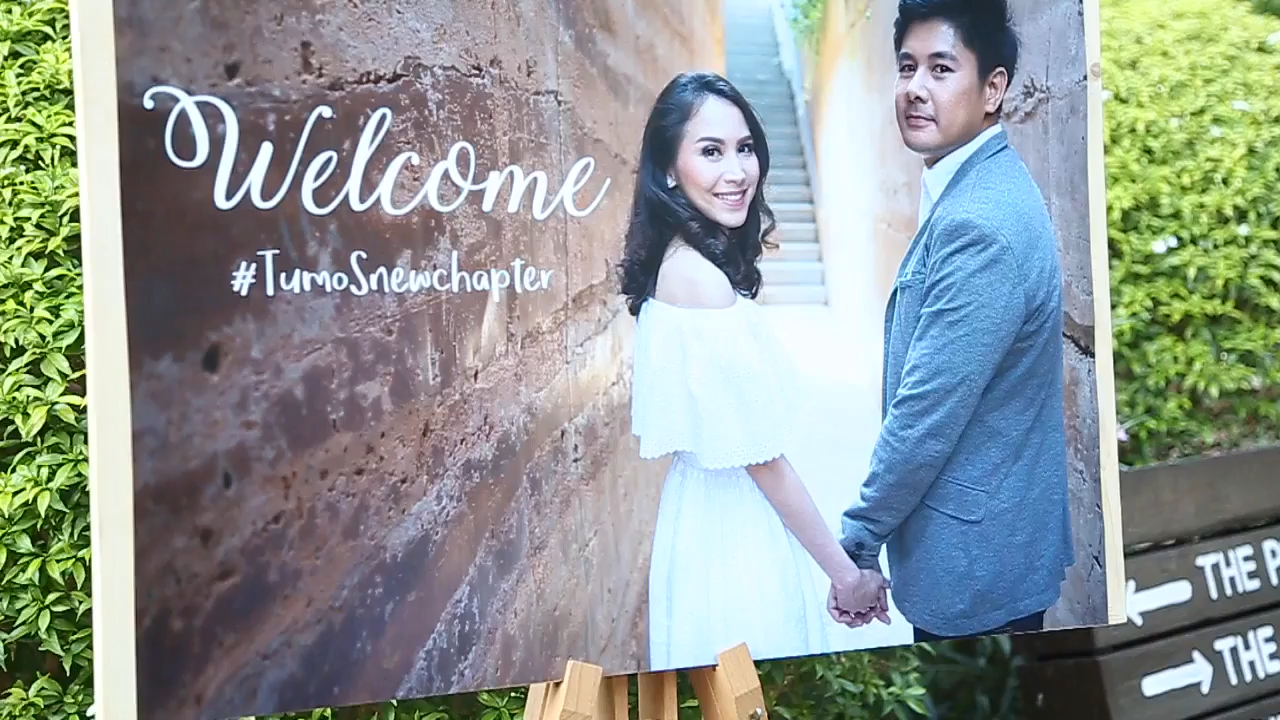 Welcome
#TumoSnewchapter
← THE
→ THE